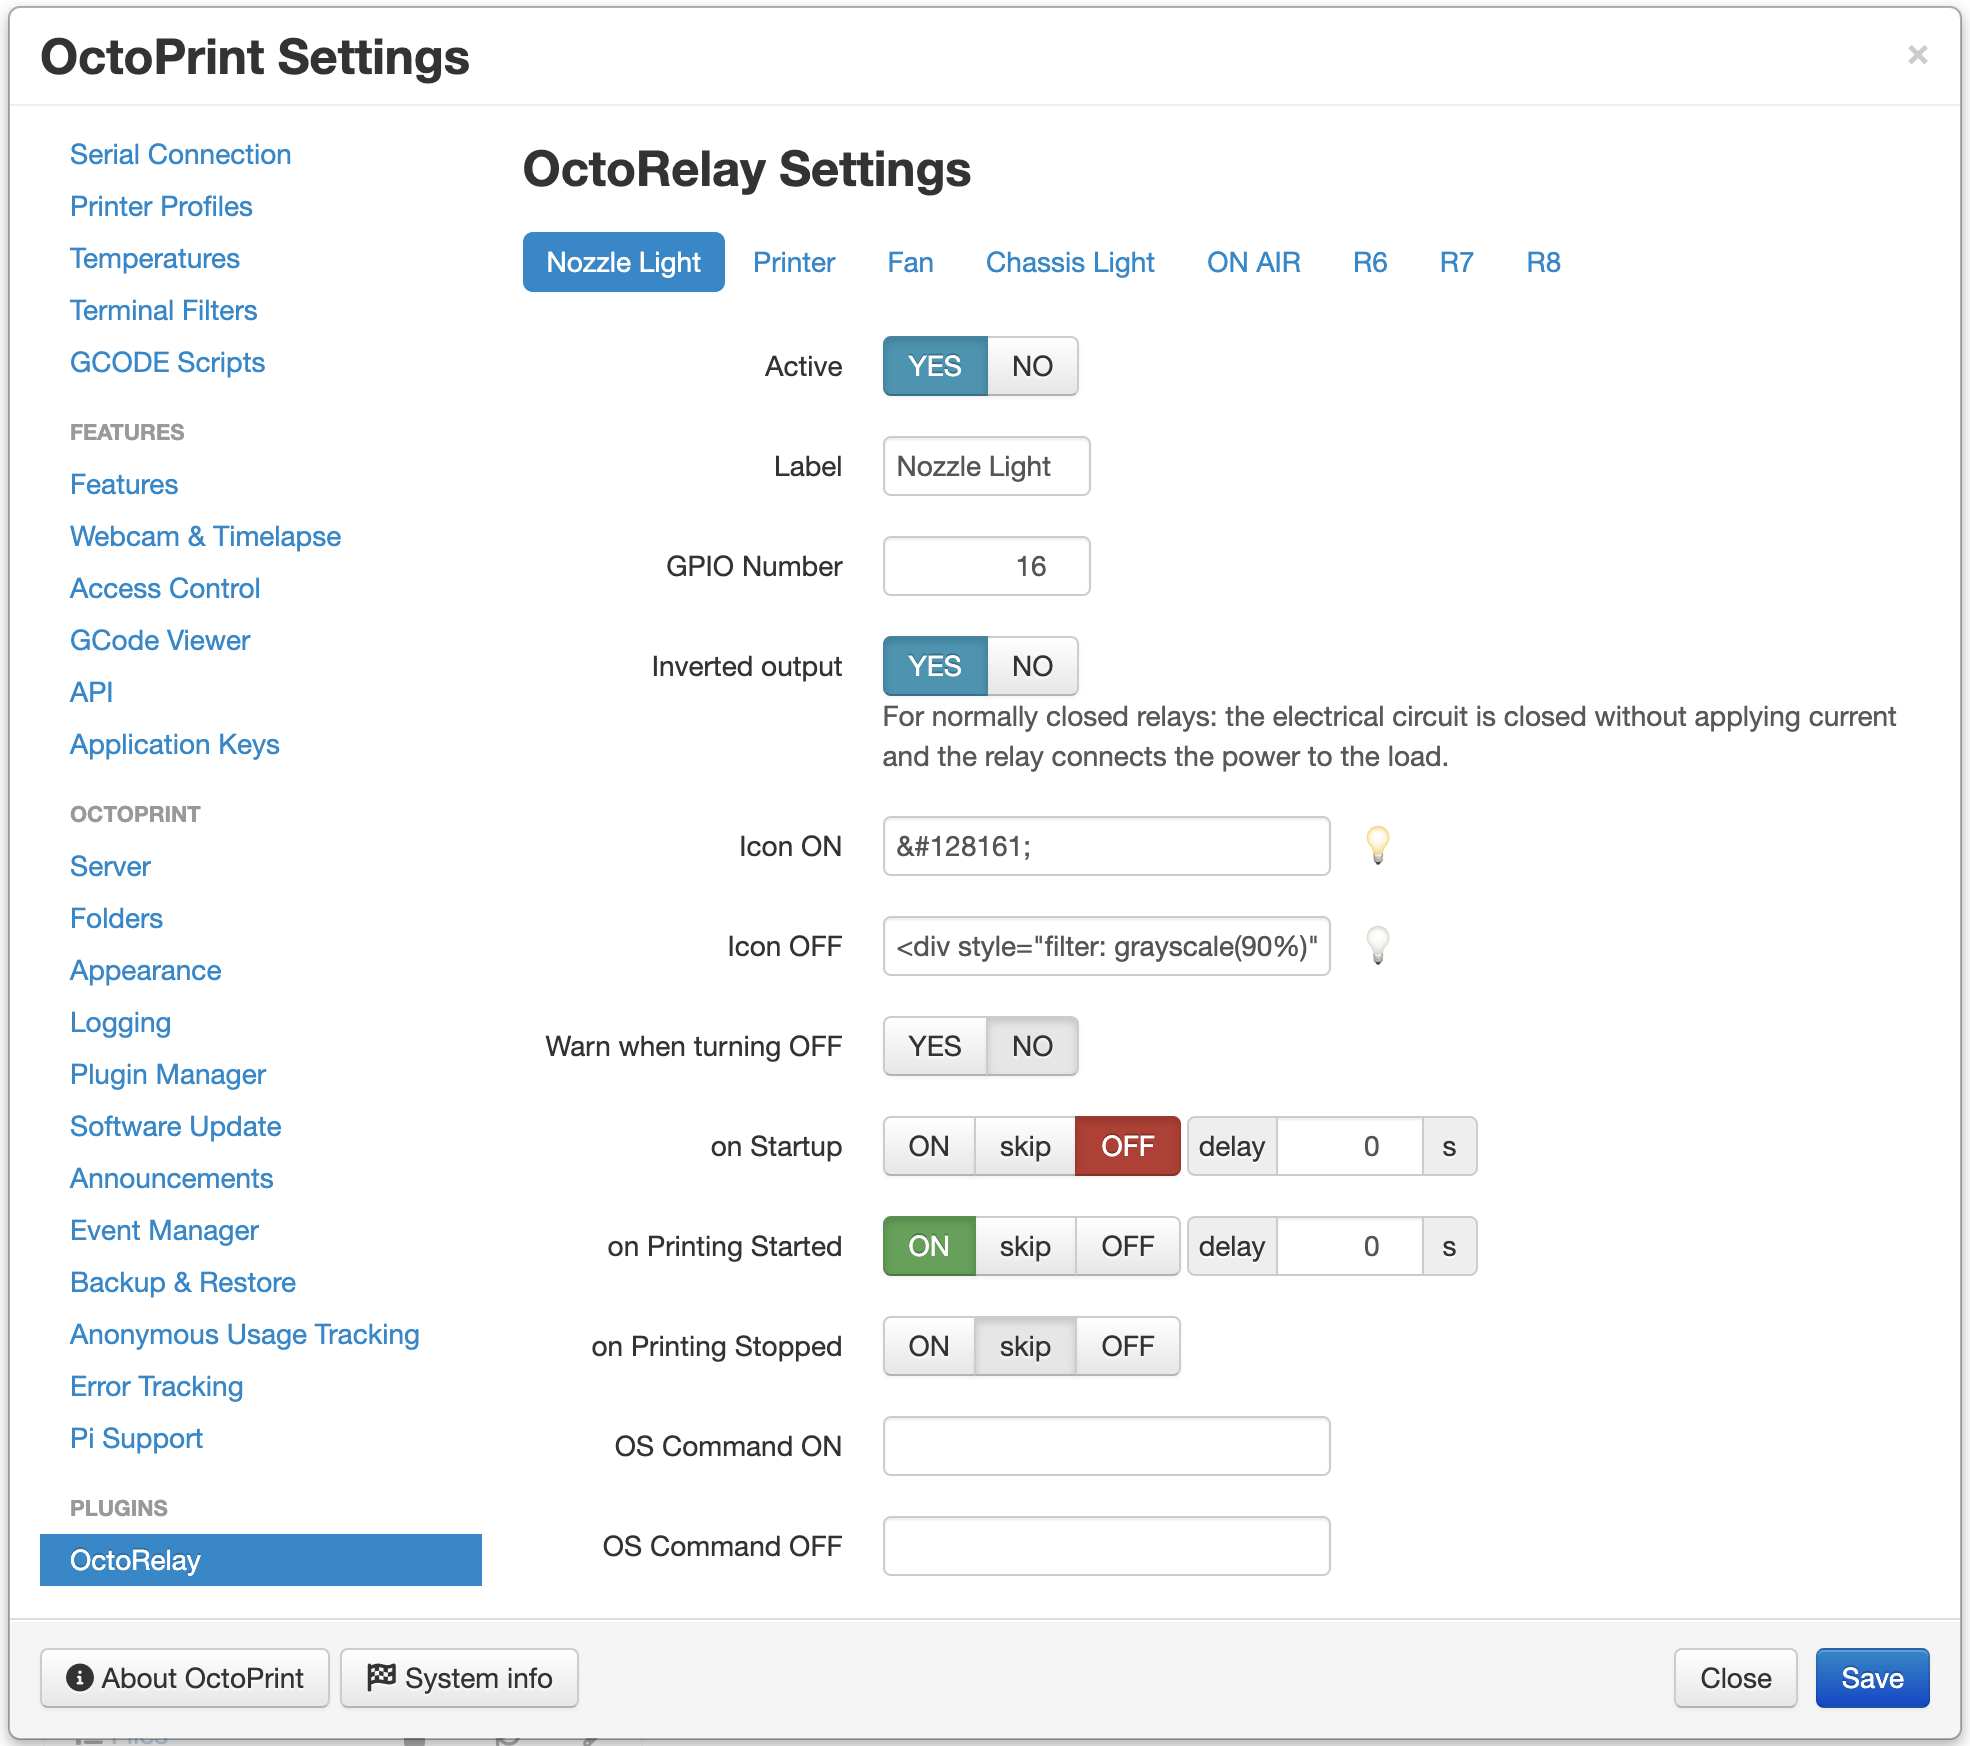 OctoPrint Settings
×
Serial Connection
Printer Profiles
Temperatures
Terminal Filters
GCODE Scripts
FEATURES
Features
Webcam & Timelapse
Access Control
GCode Viewer
API
Application Keys
OCTOPRINT
Server
Folders
Appearance
Logging
Plugin Manager
Software Update
Announcements
Event Manager
Backup & Restore
Anonymous Usage Tracking
Error Tracking
Pi Support
PLUGINS
OctoRelay
OctoRelay Settings
Nozzle Light Printer Fan Chassis Light ON AIR R6 R7 R8
Active YES NO
Label Nozzle Light
GPIO Number 16
Inverted output YES NO
For normally closed relays: the electrical circuit is closed without applying current
and the relay connects the power to the load.
Icon ON &#128161;
Icon OFF <div style="filter: grayscale(90%)"
Warn when turning OFF YES NO
on Startup ON skip OFF delay 0 s
on Printing Started ON skip OFF delay 0 s
on Printing Stopped ON skip OFF
OS Command ON
OS Command OFF
About OctoPrint System info Close Save